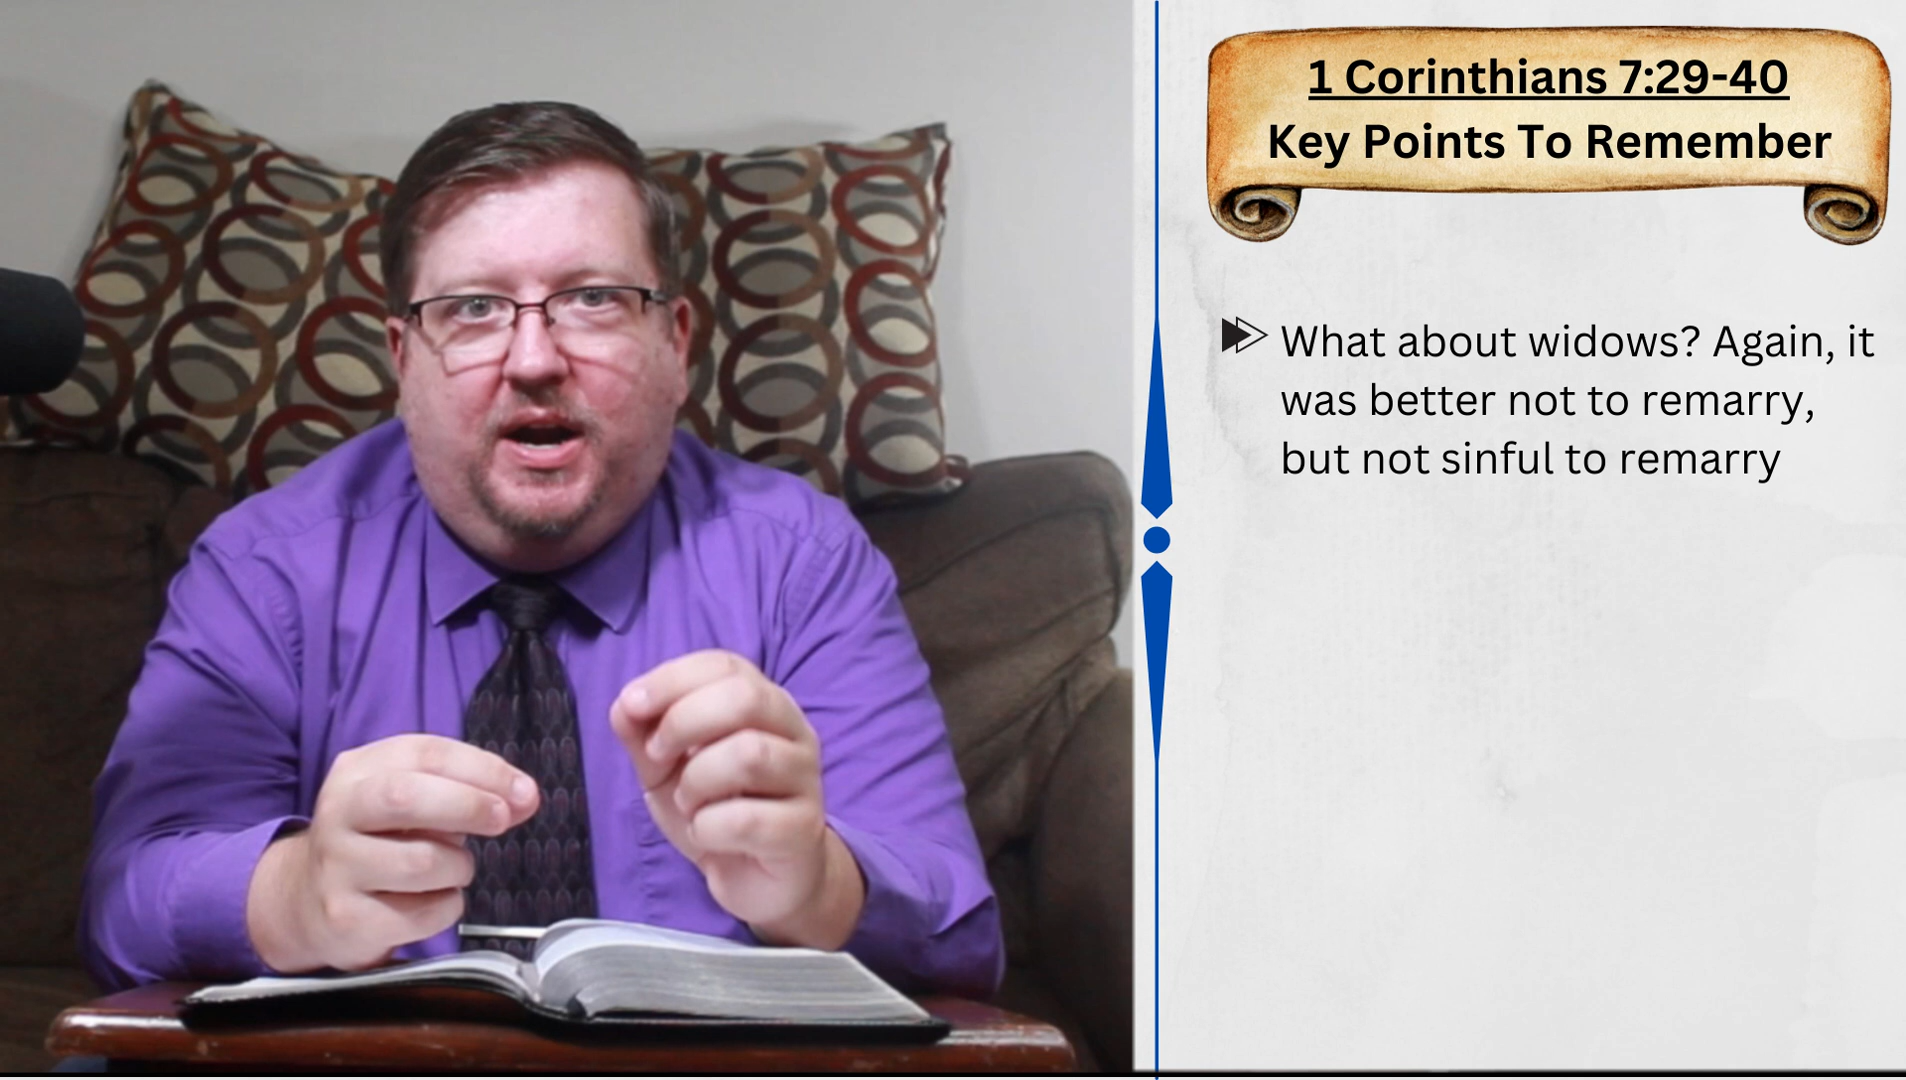 1 Corinthians 7:29-40
Key Points To Remember
What about widows? Again, it
was better not to remarry,
but not sinful to remarry